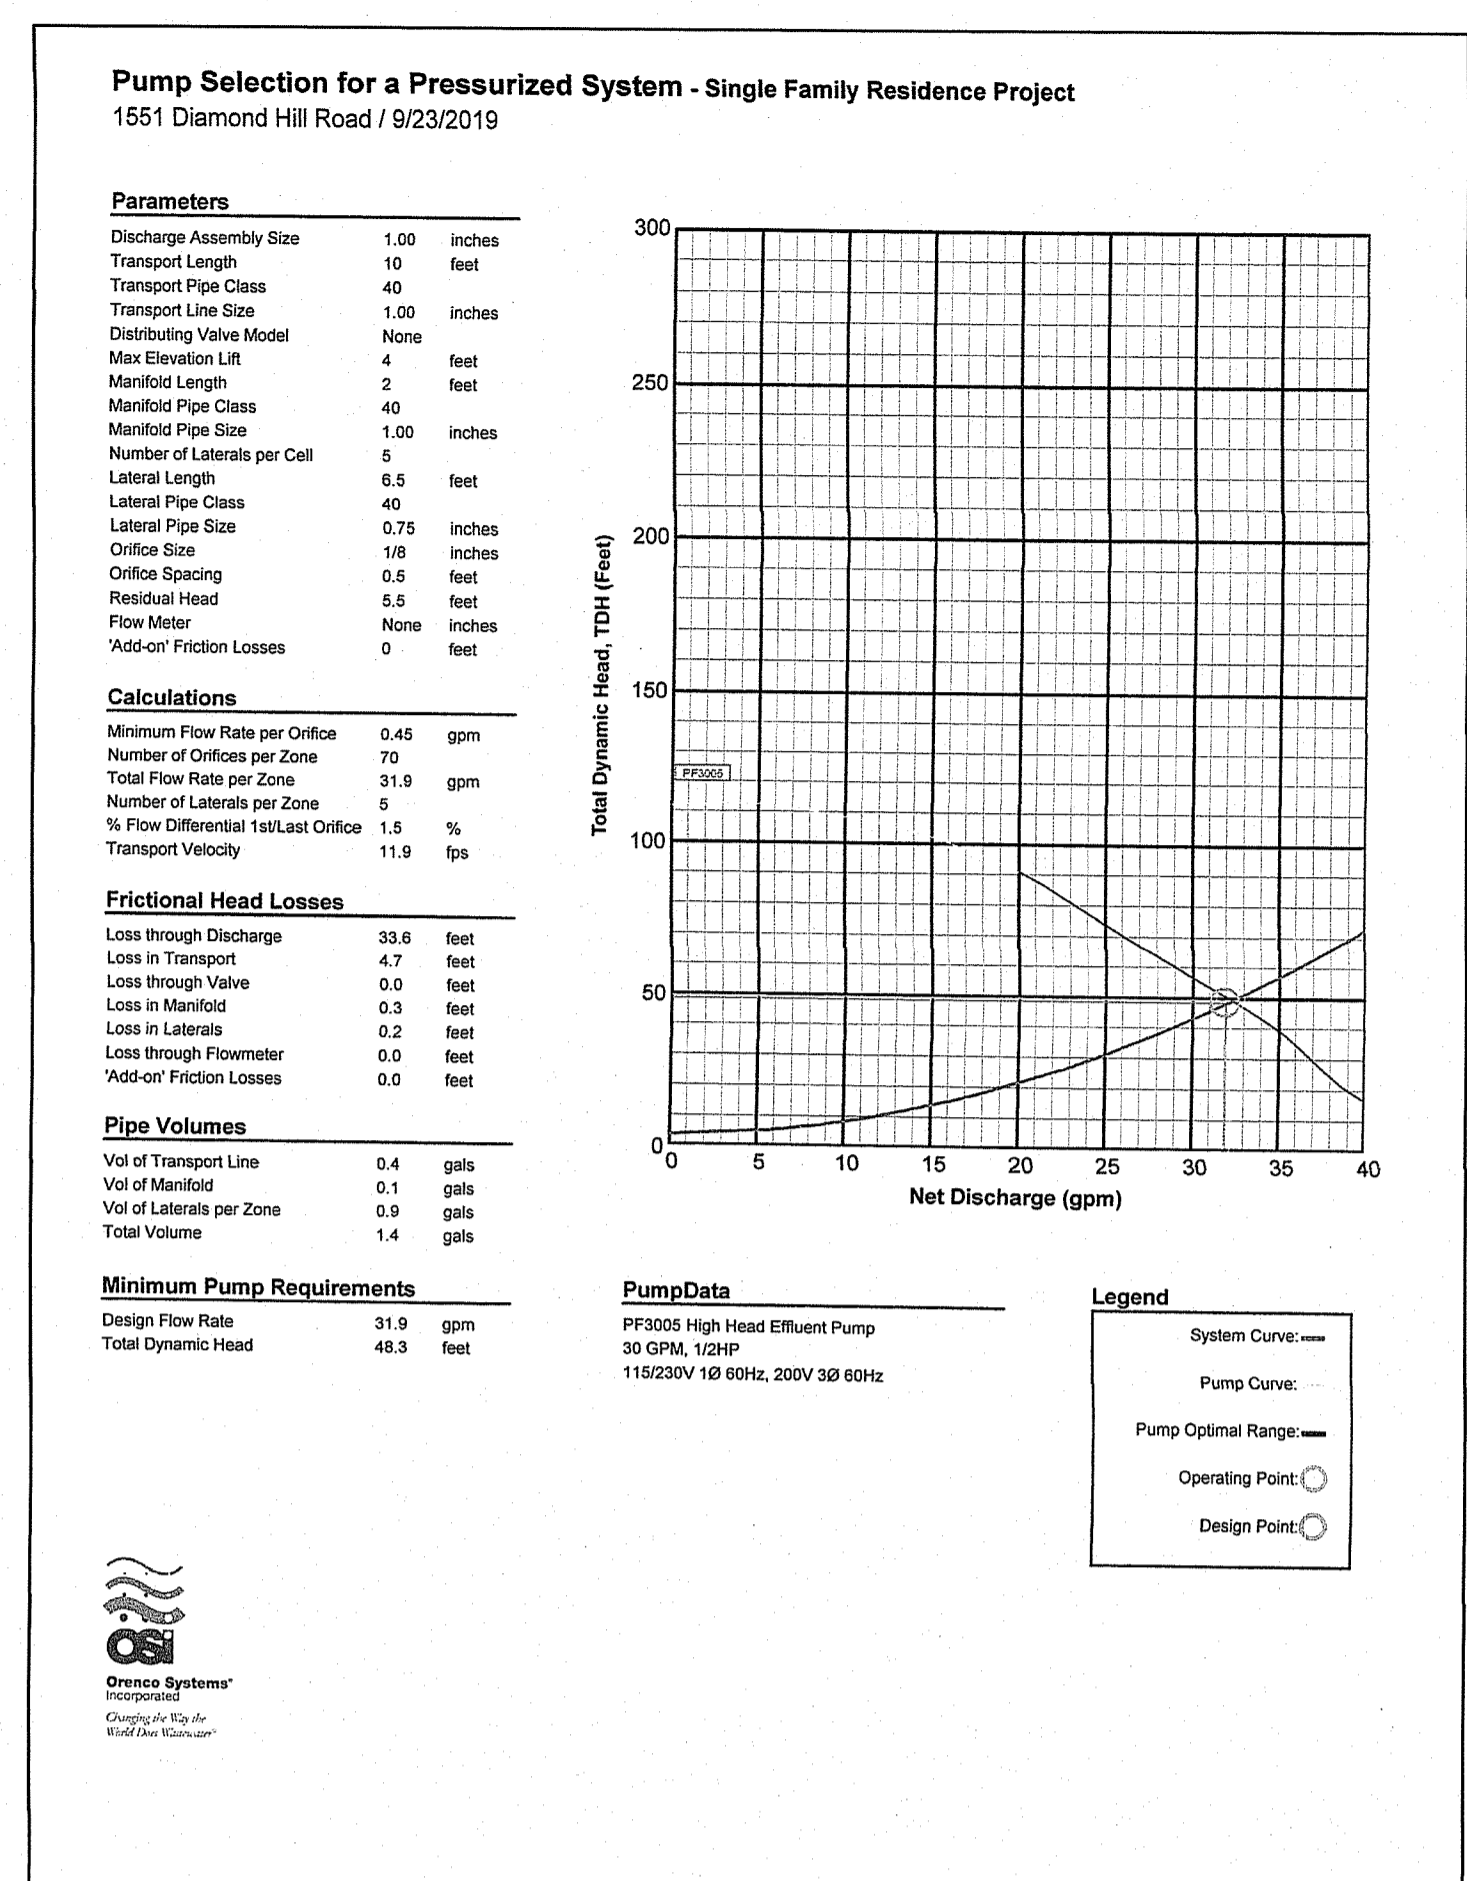 Pump Selection for a Pressurized System - Single Family Residence Project
1551 Diamond Hill Road / 9/23/2019
Parameters
Discharge Assembly Size 1.00 inches
Transport Length 10 feet
Transport Pipe Class 40
Transport Line Size 1.00 inches
Distributing Valve Model None
Max Elevation Lift 4 feet
Manifold Length 2 feet
Manifold Pipe Class 40
Manifold Pipe Size 1.00 inches
Number of Laterals per Cell 5
Lateral Length 6.5 feet
Lateral Pipe Class 40
Lateral Pipe Size 0.75 inches
Orifice Size 1/8 inches
Orifice Spacing 0.5 feet
Residual Head 5.5 feet
Flow Meter None inches
'Add-on' Friction Losses 0 feet
Calculations
Minimum Flow Rate per Orifice 0.45 gpm
Number of Orifices per Zone 70
Total Flow Rate per Zone 31.9 gpm
Number of Laterals per Zone 5
% Flow Differential 1st/Last Orifice 1.5 %
Transport Velocity 11.9 fps
Frictional Head Losses
Loss through Discharge 33.6 feet
Loss in Transport 4.7 feet
Loss through Valve 0.0 feet
Loss in Manifold 0.3 feet
Loss in Laterals 0.2 feet
Loss through Flowmeter 0.0 feet
'Add-on' Friction Losses 0.0 feet
Pipe Volumes
Vol of Transport Line 0.4 gals
Vol of Manifold 0.1 gals
Vol of Laterals per Zone 0.9 gals
Total Volume 1.4 gals
Minimum Pump Requirements
Design Flow Rate 31.9 gpm
Total Dynamic Head 48.3 feet
Total Dynamic Head, TDH (Feet)
300
250
200
150
PF3005
100
50
0
0 5 10 15 20 25 30 35 40
Net Discharge (gpm)
PumpData
PF3005 High Head Effluent Pump
30 GPM, 1/2HP
115/230V 1Ø 60Hz, 200V 3Ø 60Hz
Legend
System Curve:
Pump Curve:
Pump Optimal Range:
Operating Point:
Design Point:
OSi
Orenco Systems®
Incorporated
Changing the Way the
World Does Wastewater®